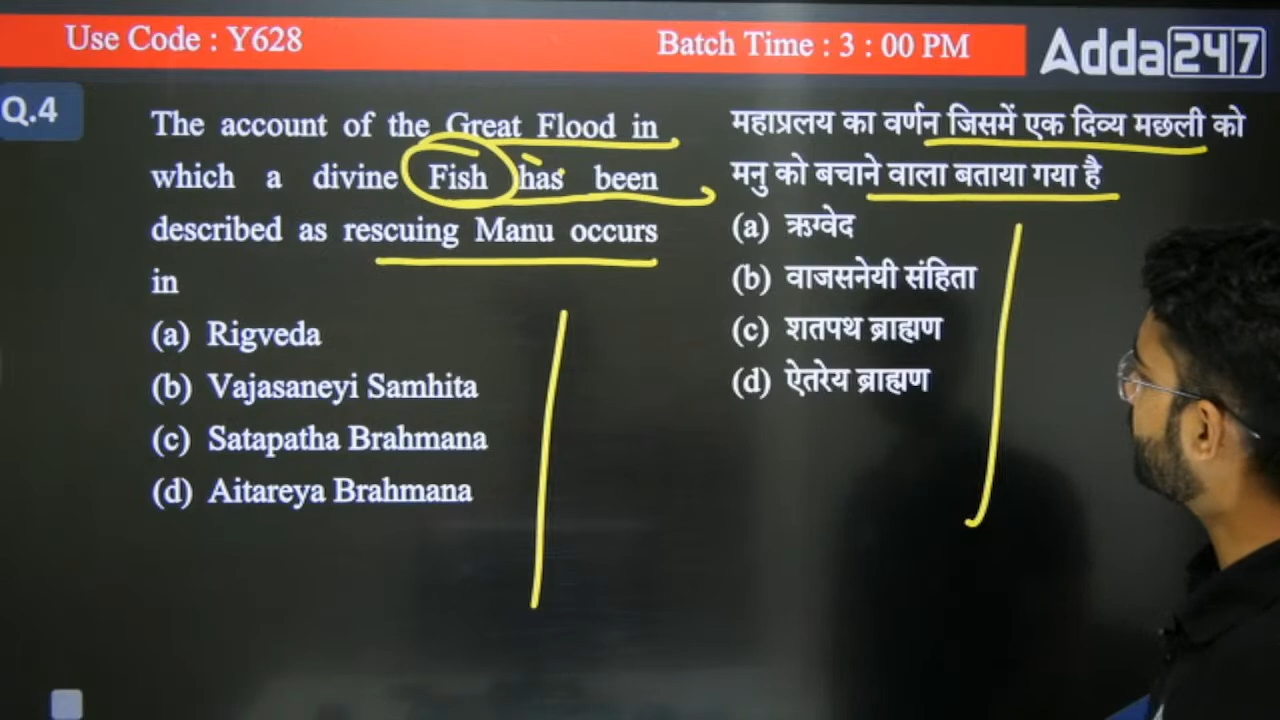 Use Code : Y628
Batch Time : 3 : 00 PM
Adda247
Q.4
The account of the Great Flood in
which a divine Fish has been
described as rescuing Manu occurs
in
(a) Rigveda
(b) Vajasaneyi Samhita
(c) Satapatha Brahmana
(d) Aitareya Brahmana
महाप्रलय का वर्णन जिसमें एक दिव्य मछली को
मनु को बचाने वाला बताया गया है
(a) ऋग्वेद
(b) वाजसनेयी संहिता
(c) शतपथ ब्राह्मण
(d) ऐतरेय ब्राह्मण